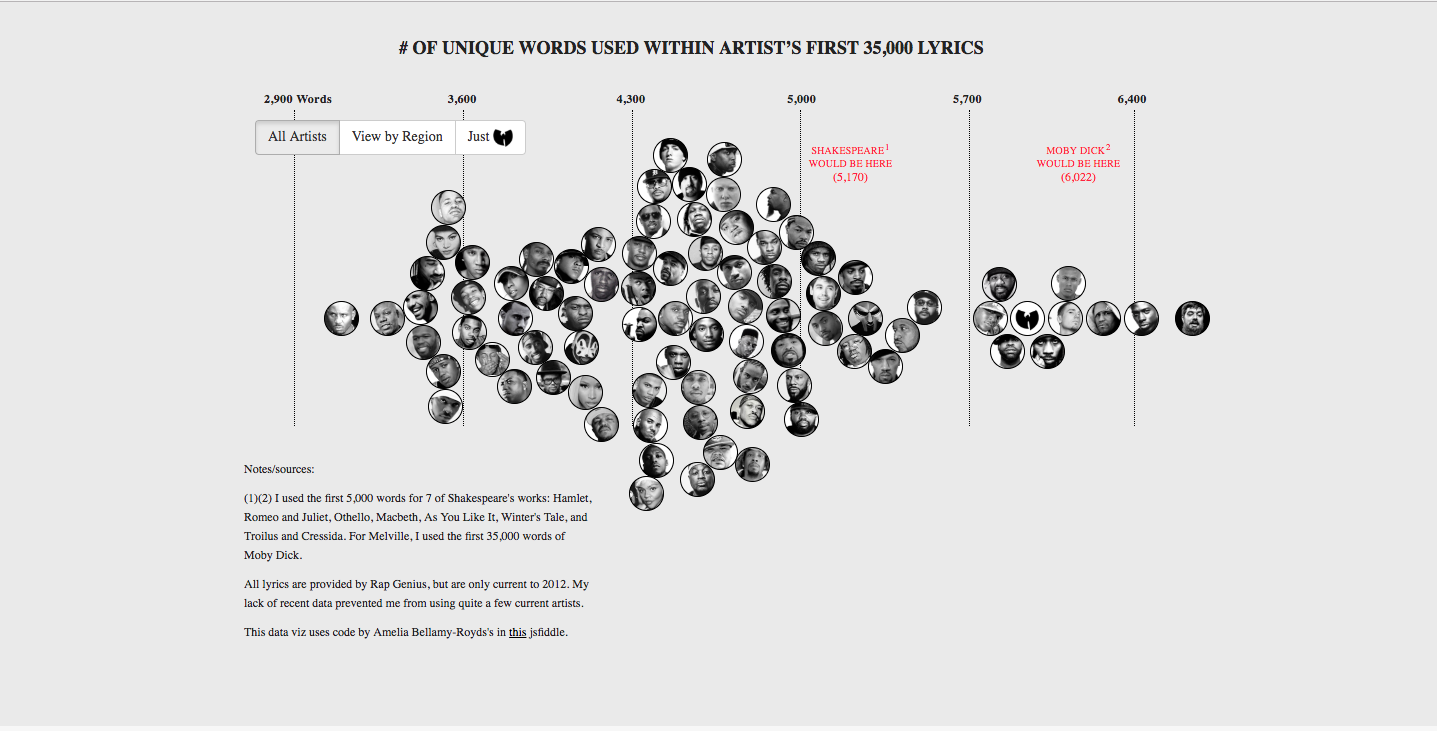 # OF UNIQUE WORDS USED WITHIN ARTIST’S FIRST 35,000 LYRICS
2,900 Words 3,600 4,300 5,000 5,700 6,400
All Artists View by Region Just
SHAKESPEARE1
WOULD BE HERE
(5,170)
MOBY DICK2
WOULD BE HERE
(6,022)
Notes/sources:
(1)(2) I used the first 5,000 words for 7 of Shakespeare's works: Hamlet,
Romeo and Juliet, Othello, Macbeth, As You Like It, Winter's Tale, and
Troilus and Cressida. For Melville, I used the first 35,000 words of
Moby Dick.
All lyrics are provided by Rap Genius, but are only current to 2012. My
lack of recent data prevented me from using quite a few current artists.
This data viz uses code by Amelia Bellamy-Royds's in this jsfiddle.